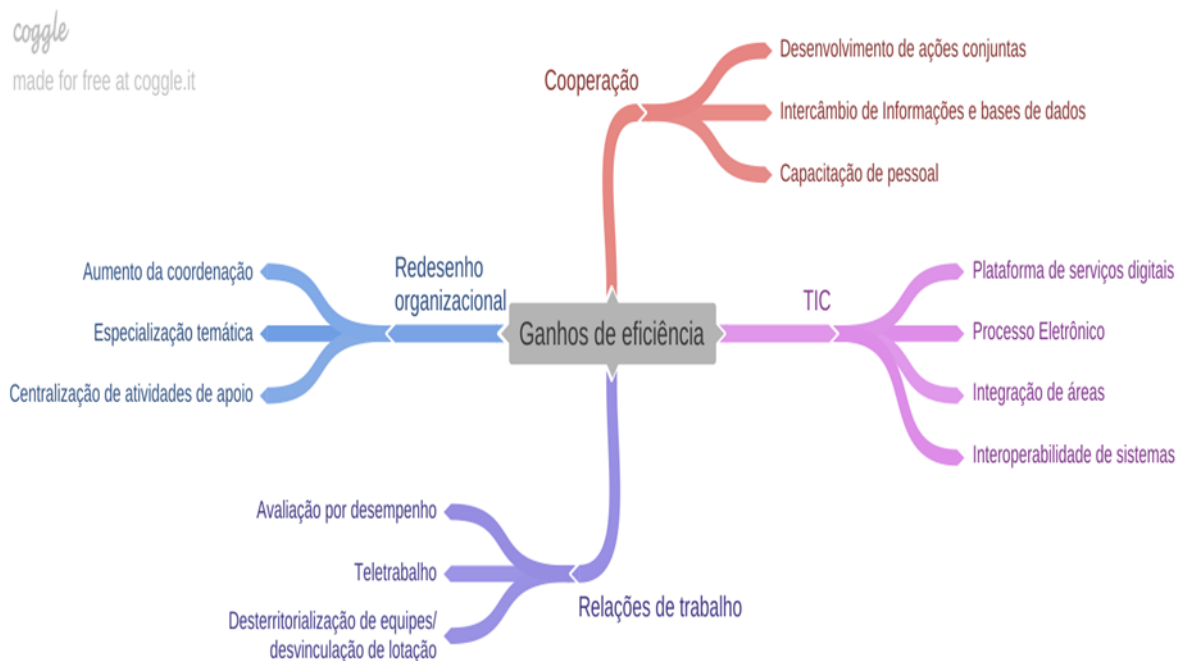 coggle
made for free at coggle.it
Cooperação
Desenvolvimento de ações conjuntas
Intercâmbio de Informações e bases de dados
Capacitação de pessoal
Redesenho
organizacional
Aumento da coordenação
Especialização temática
Centralização de atividades de apoio
Ganhos de eficiência
TIC
Plataforma de serviços digitais
Processo Eletrônico
Integração de áreas
Interoperabilidade de sistemas
Avaliação por desempenho
Teletrabalho
Desterritorialização de equipes/
desvinculação de lotação
Relações de trabalho